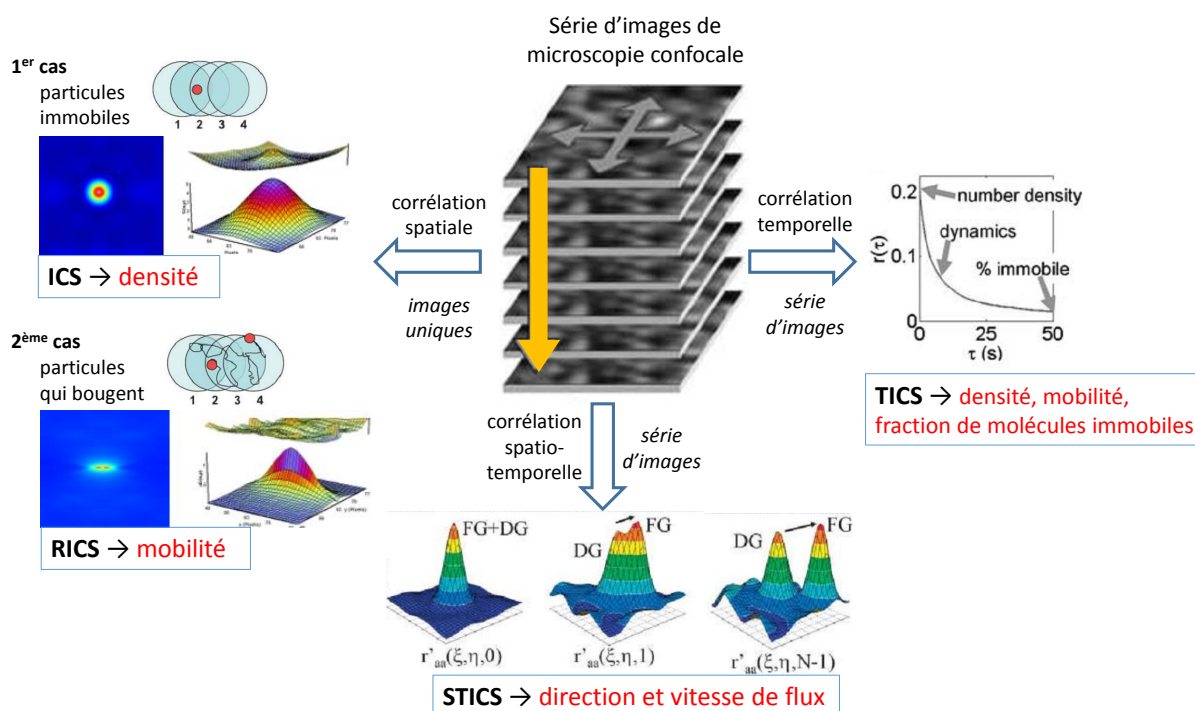 Série d'images de
microscopie confocale
1er cas
particules
immobiles
1 2 3 4
corrélation
spatiale
images
uniques
ICS → densité
2ème cas
particules
qui bougent
1 2 3 4
RICS → mobilité
corrélation
temporelle
série
d'images
0.2
number density
dynamics
0.1
% immobile
r(τ)
0
0 25 50
τ (s)
TICS → densité, mobilité,
fraction de molécules immobiles
corrélation
spatio-
temporelle
série
d'images
FG+DG
DG
FG
DG
FG
r'aa(ξ,η,0)
r'aa(ξ,η,1)
r'aa(ξ,η,N-1)
STICS → direction et vitesse de flux